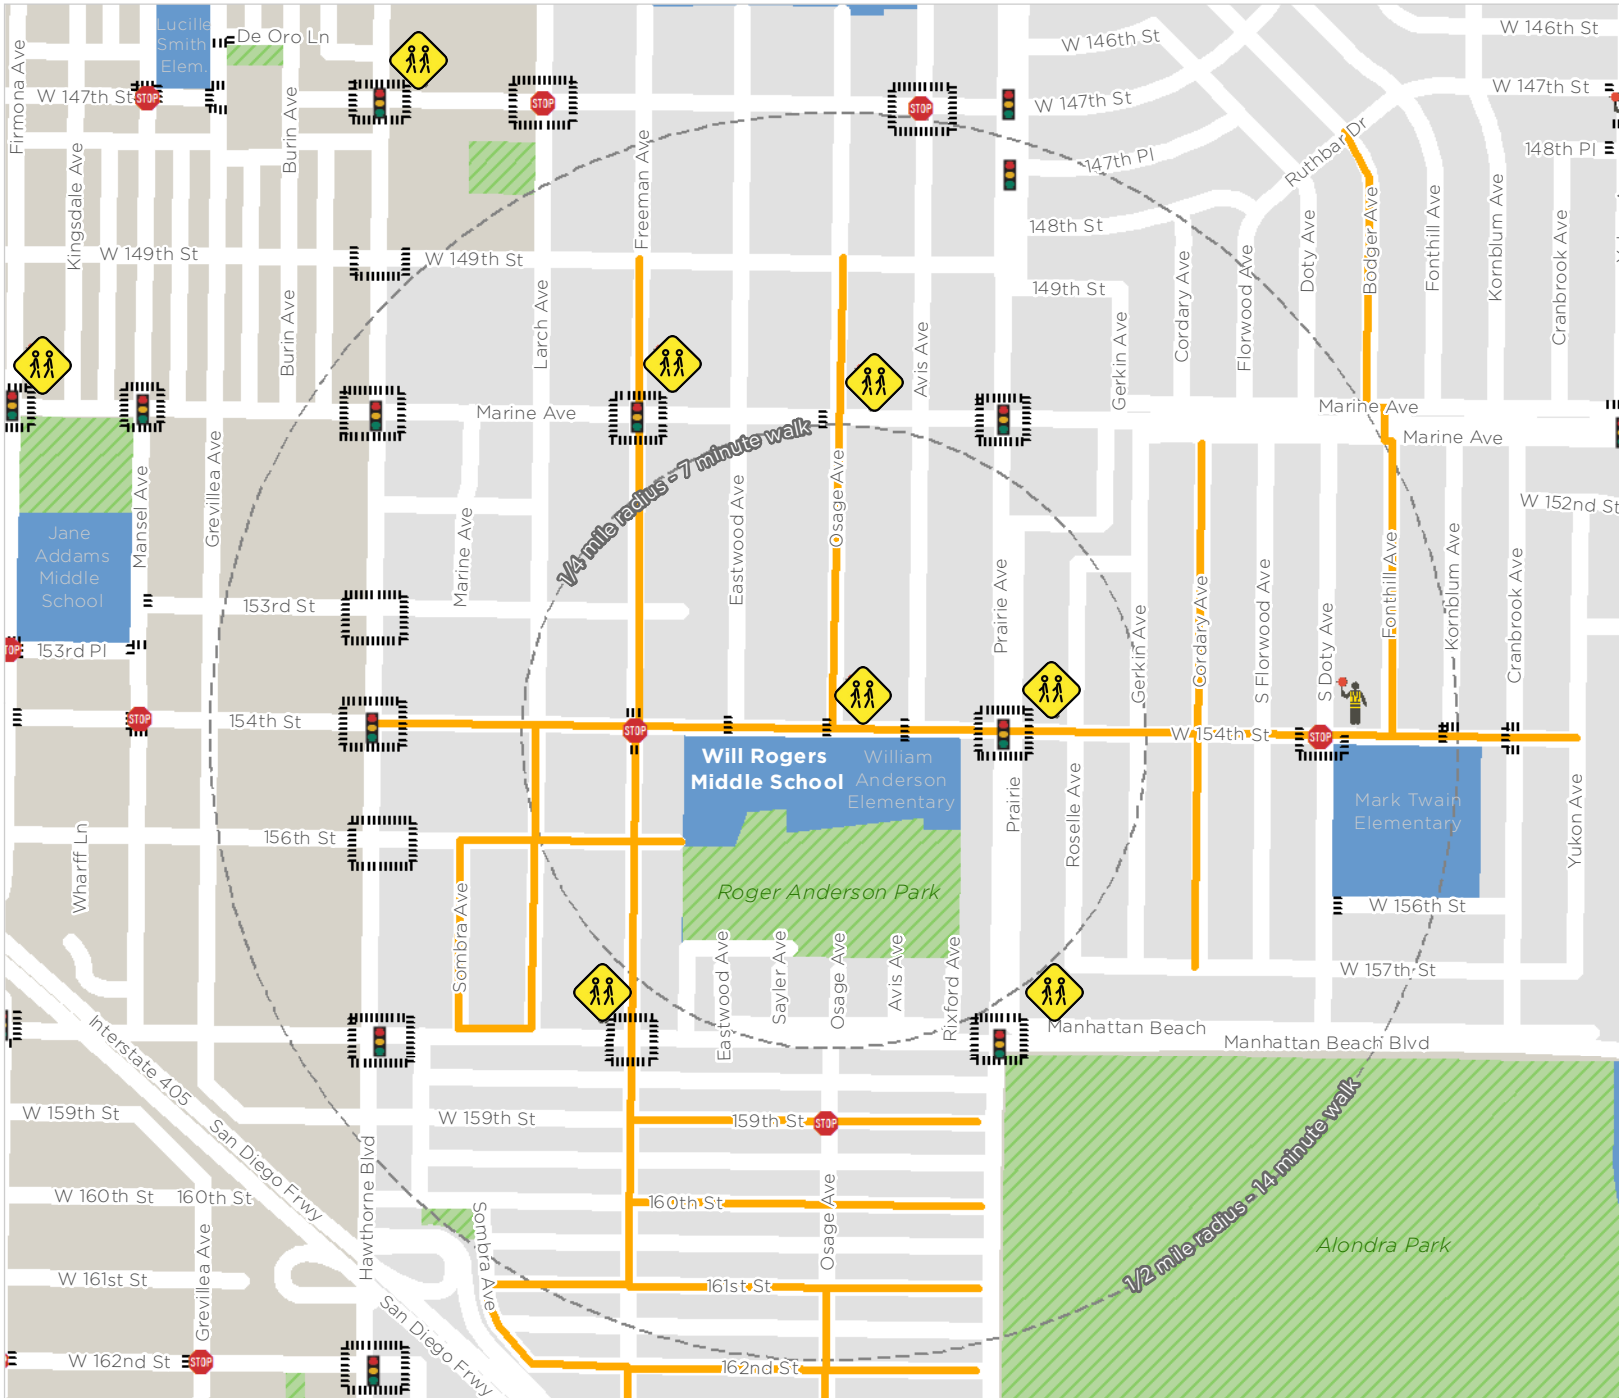 Lucille
Smith
Elem.
De Oro Ln
W 146th St
W 146th St
Firmona Ave
W 147th St
STOP
Burin Ave
STOP
STOP
W 147th St
W 147th St
Kingsdale Ave
Freeman Ave
147th Pl
Ruthbar Dr
148th Pl
W 149th St
W 149th St
148th St
Cordary Ave
Florwood Ave
Doty Ave
Bodger Ave
Fonthill Ave
Kornblum Ave
Cranbrook Ave
149th St
Burin Ave
Larch Ave
Avis Ave
Gerkin Ave
Marine Ave
Marine Ave
Marine Ave
1/4 mile radius - 7 minute walk
Grevillea Ave
Mansel Ave
Marine Ave
Eastwood Ave
Osage Ave
Prairie Ave
W 152nd St
Jane
Addams
Middle
School
153rd St
153rd Pl
Gerkin Ave
Cordary Ave
S Florwood Ave
S Doty Ave
Fonthill Ave
Kornblum Ave
Cranbrook Ave
STOP
154th St
STOP
W 154th St
STOP
Will Rogers
Middle School
William
Anderson
Elementary
Mark Twain
Elementary
Prairie
Roselle Ave
Yukon Ave
156th St
Wharff Ln
Sombra Ave
Roger Anderson Park
W 156th St
Eastwood Ave
Sayler Ave
Osage Ave
Avis Ave
Rixford Ave
W 157th St
Manhattan Beach
Manhattan Beach Blvd
Interstate 405
W 159th St
W 159th St
159th St
STOP
San Diego Frwy
Hawthorne Blvd
1/2 mile radius - 14 minute walk
W 160th St
160th St
160th St
Osage Ave
Sombra Ave
Grevillea Ave
Alondra Park
W 161st St
161st St
San Diego Frwy
W 162nd St
STOP
162nd St